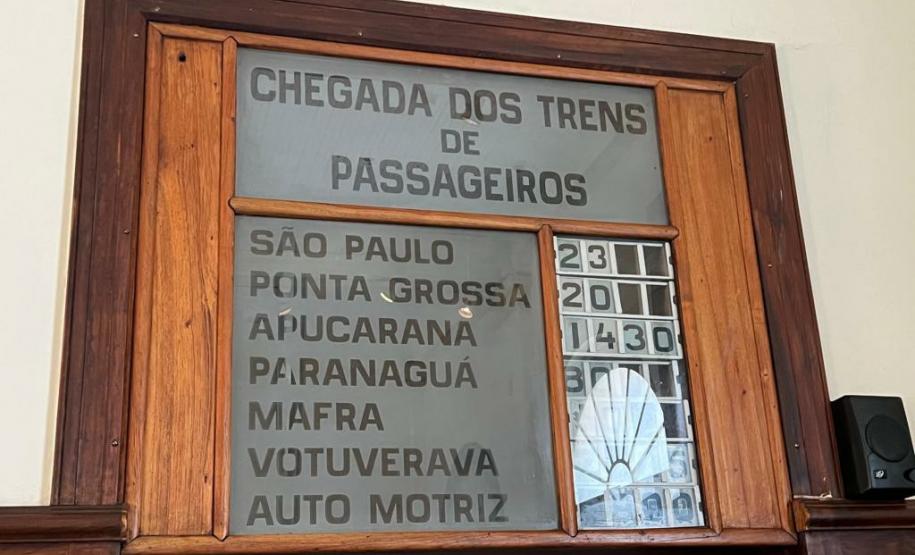 CHEGADA DOS TRENS
DE
PASSAGEIROS
SÃO PAULO 23
PONTA GROSSA 20
APUCARANA 1430
PARANAGUÁ
MAFRA
VOTUVERAVA
AUTO MOTRIZ